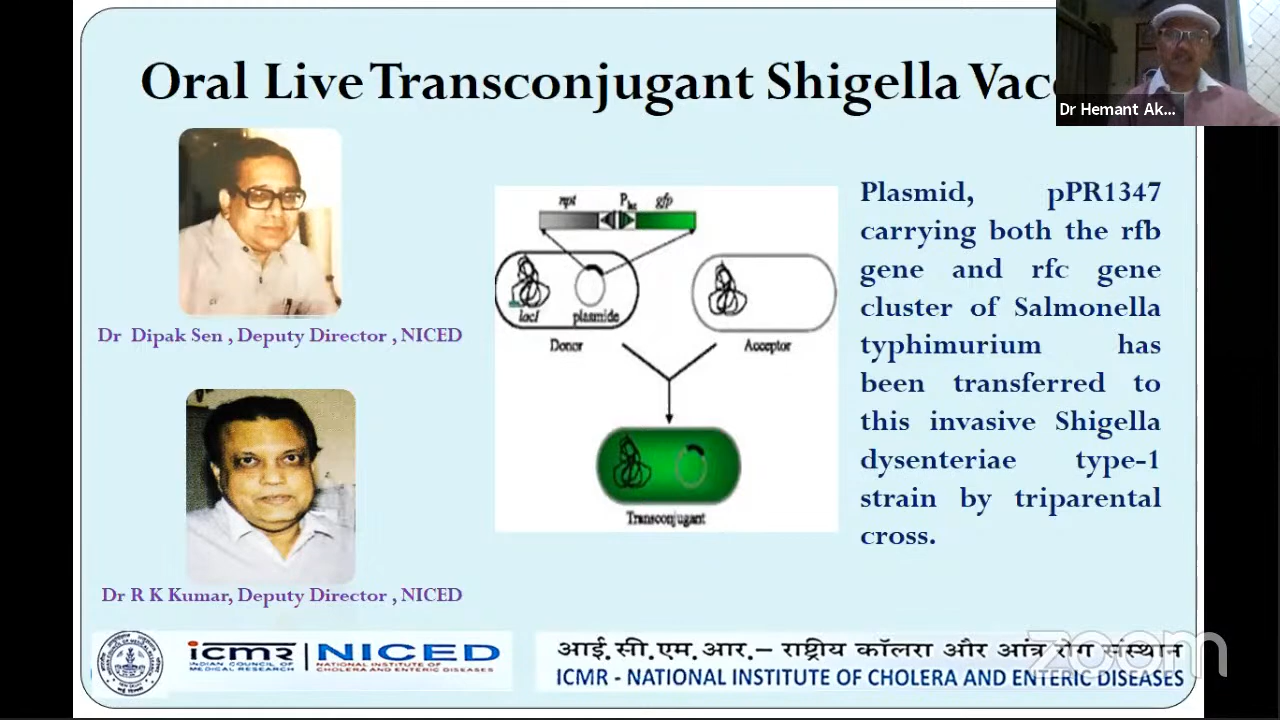 Oral Live Transconjugant Shigella Vacc
Dr Hemant Ak...
Dr Dipak Sen , Deputy Director , NICED
Dr R K Kumar, Deputy Director , NICED
npt P lac gfp
lacI plasmide
Donor Acceptor
Transconjugant
Plasmid, pPR1347
carrying both the rfb
gene and rfc gene
cluster of Salmonella
typhimurium has
been transferred to
this invasive Shigella
dysenteriae type-1
strain by triparental
cross.
icmr
INDIAN COUNCIL OF
MEDICAL RESEARCH
NICED
NATIONAL INSTITUTE OF
CHOLERA AND ENTERIC DISEASES
आई.सी.एम.आर.– राष्ट्रीय कॉलरा और आंत्र रोग संस्थान
ICMR - NATIONAL INSTITUTE OF CHOLERA AND ENTERIC DISEASES
zoom